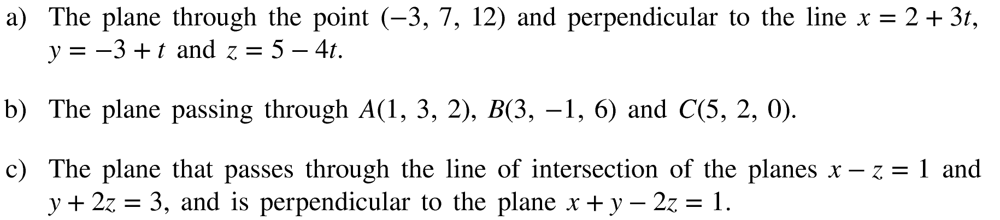 a) The plane through the point (−3, 7, 12) and perpendicular to the line x = 2 + 3t,
y = −3 + t and z = 5 − 4t.
b) The plane passing through A(1, 3, 2), B(3, −1, 6) and C(5, 2, 0).
c) The plane that passes through the line of intersection of the planes x − z = 1 and
y + 2z = 3, and is perpendicular to the plane x + y − 2z = 1.